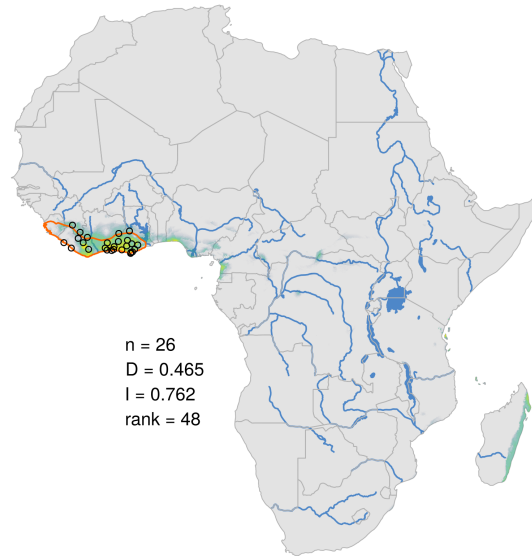 n = 26
D = 0.465
I = 0.762
rank = 48